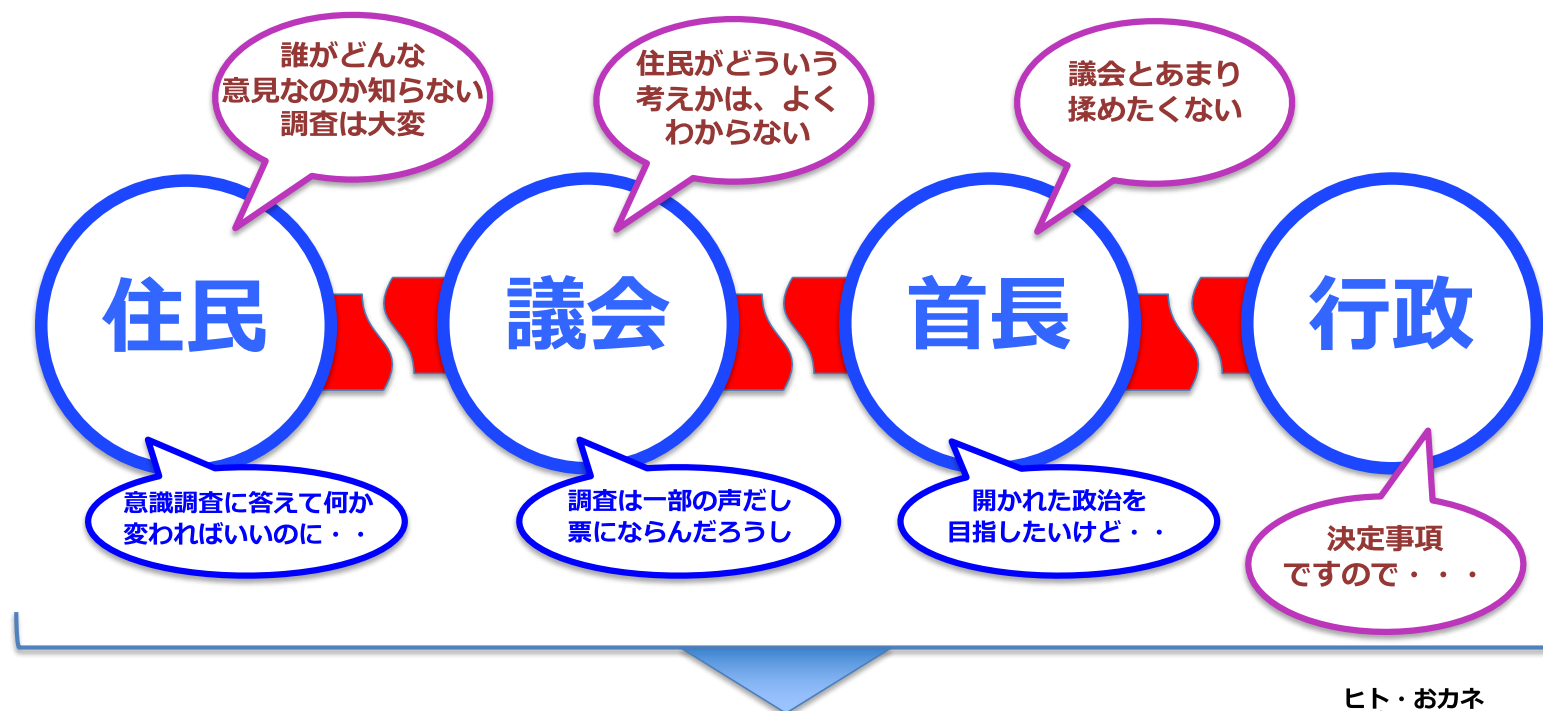 誰がどんな
意見なのか知らない
調査は大変
住民がどういう
考えかは、よく
わからない
議会とあまり
揉めたくない
住民
議会
首長
行政
意識調査に答えて何か
変わればいいのに・・
調査は一部の声だし
票にならんだろうし
開かれた政治を
目指したいけど・・
決定事項
ですので・・・
ヒト・おカネ